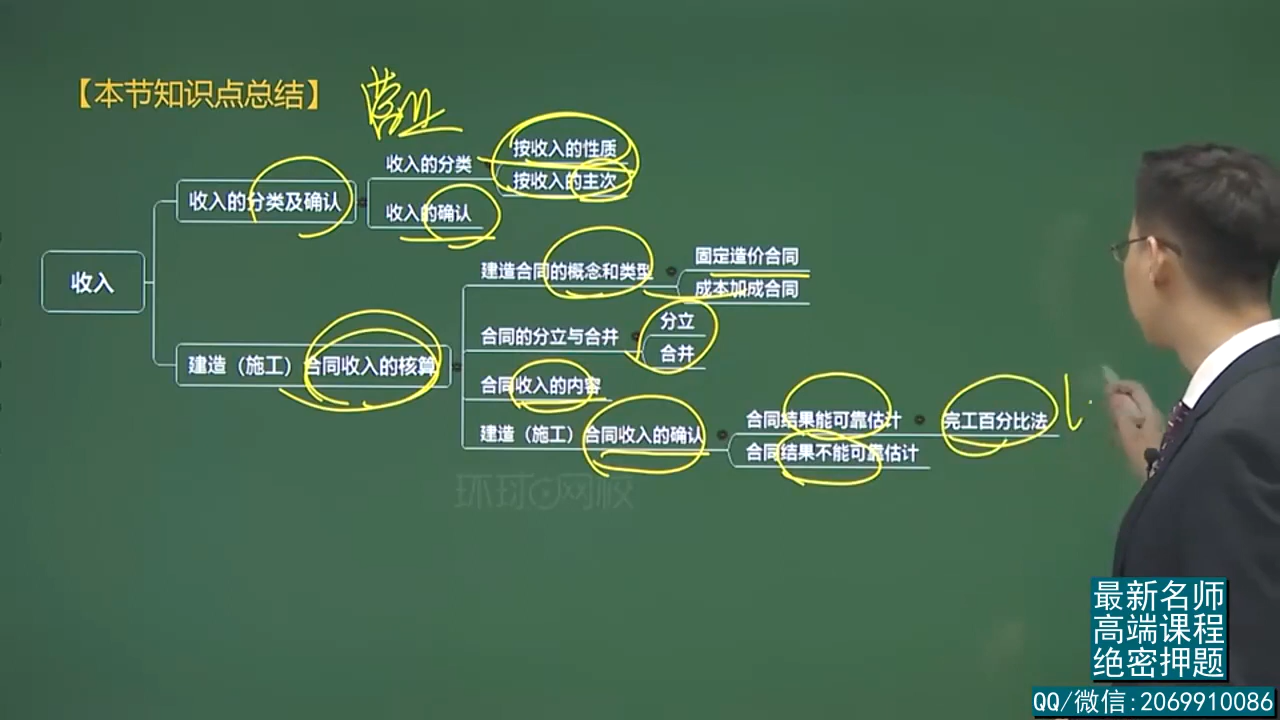 【本节知识点总结】
营业
收入
收入的分类及确认
收入的分类
按收入的性质
按收入的主次
收入的确认
建造（施工）合同收入的核算
建造合同的概念和类型
固定造价合同
成本加成合同
合同的分立与合并
分立
合并
合同收入的内容
建造（施工）合同收入的确认
合同结果能可靠估计
完工百分比法
合同结果不能可靠估计
环球网校
最新名师
高端课程
绝密押题
QQ/微信:2069910086